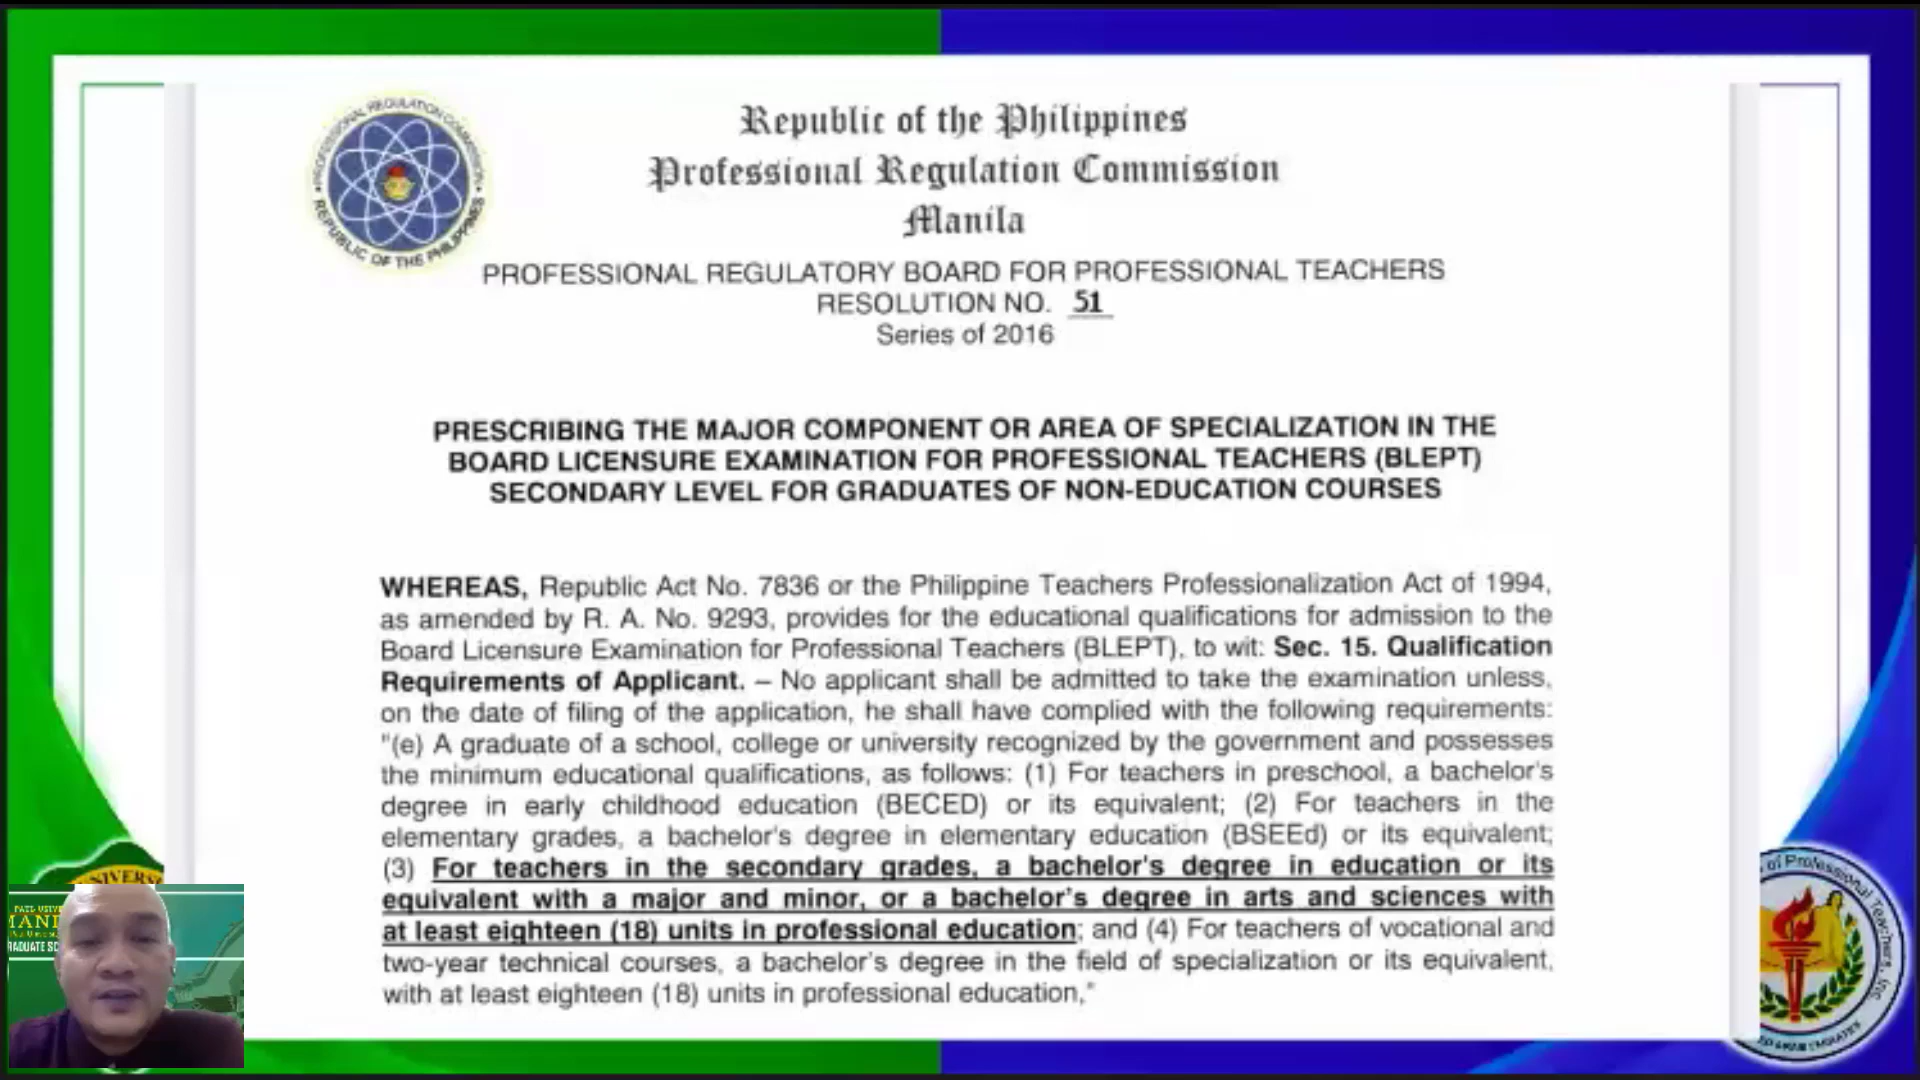 PROFESSIONAL REGULATION COMMISSION
REPUBLIC OF THE PHILIPPINES
Republic of the Philippines
Professional Regulation Commission
Manila
PROFESSIONAL REGULATORY BOARD FOR PROFESSIONAL TEACHERS
RESOLUTION NO. 51
Series of 2016
PRESCRIBING THE MAJOR COMPONENT OR AREA OF SPECIALIZATION IN THE
BOARD LICENSURE EXAMINATION FOR PROFESSIONAL TEACHERS (BLEPT)
SECONDARY LEVEL FOR GRADUATES OF NON-EDUCATION COURSES
WHEREAS, Republic Act No. 7836 or the Philippine Teachers Professionalization Act of 1994,
as amended by R. A. No. 9293, provides for the educational qualifications for admission to the
Board Licensure Examination for Professional Teachers (BLEPT), to wit: Sec. 15. Qualification
Requirements of Applicant. – No applicant shall be admitted to take the examination unless,
on the date of filing of the application, he shall have complied with the following requirements:
"(e) A graduate of a school, college or university recognized by the government and possesses
the minimum educational qualifications, as follows: (1) For teachers in preschool, a bachelor's
degree in early childhood education (BECED) or its equivalent; (2) For teachers in the
elementary grades, a bachelor's degree in elementary education (BSEEd) or its equivalent;
(3) For teachers in the secondary grades, a bachelor's degree in education or its
equivalent with a major and minor, or a bachelor's degree in arts and sciences with
at least eighteen (18) units in professional education; and (4) For teachers of vocational and
two-year technical courses, a bachelor's degree in the field of specialization or its equivalent,
with at least eighteen (18) units in professional education,"
of Professional Teachers, Inc